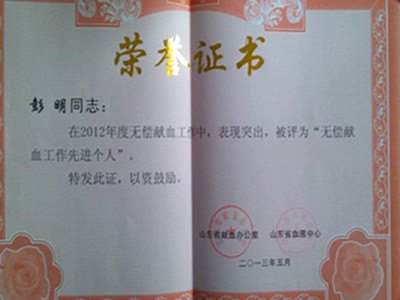 荣誉证书
彭 明同志：
在2012年度无偿献血工作中，表现突出，被评为“无偿献
血工作先进个人”。
特发此证，以资鼓励。
山东省献血办公室 山东省血液中心
二○一三年五月